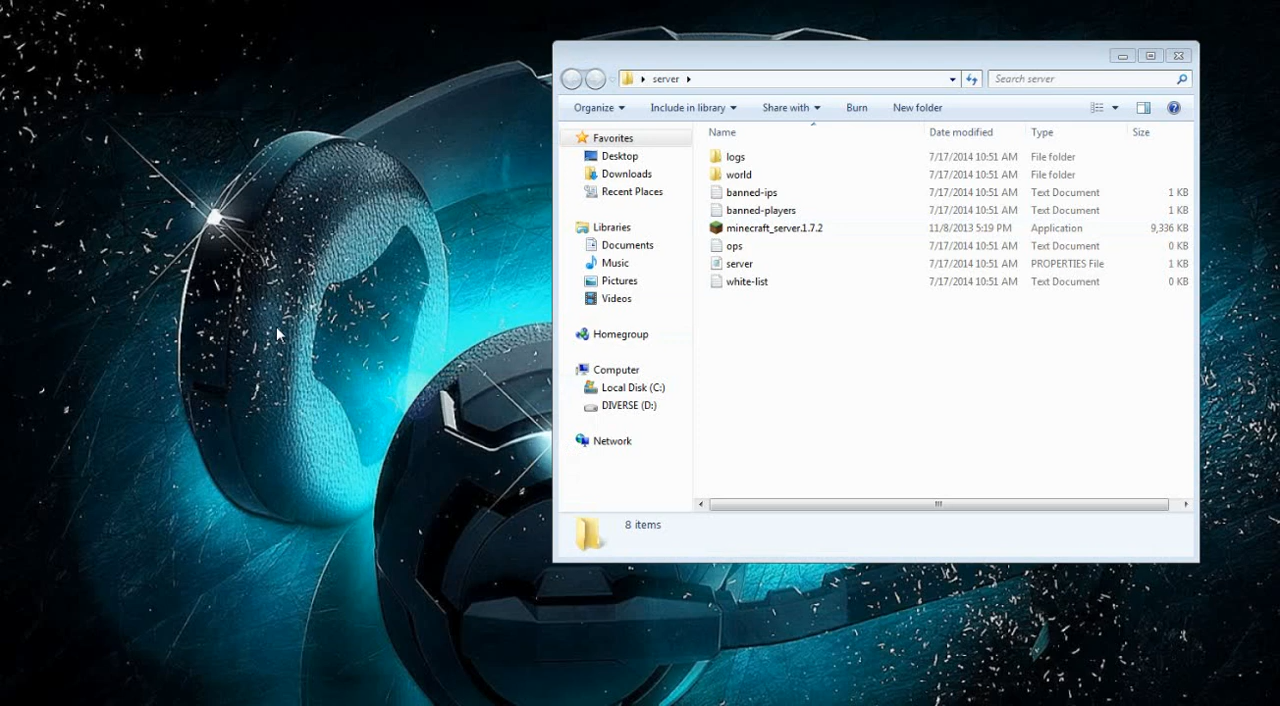 server
Search server
Organize Include in library Share with Burn New folder
Name Date modified Type Size
Favorites
Desktop
Downloads
Recent Places
Libraries
Documents
Music
Pictures
Videos
Homegroup
Computer
Local Disk (C:)
DIVERSE (D:)
Network
logs 7/17/2014 10:51 AM File folder
world 7/17/2014 10:51 AM File folder
banned-ips 7/17/2014 10:51 AM Text Document 1 KB
banned-players 7/17/2014 10:51 AM Text Document 1 KB
minecraft_server.1.7.2 11/8/2013 5:19 PM Application 9,336 KB
ops 7/17/2014 10:51 AM Text Document 0 KB
server 7/17/2014 10:51 AM PROPERTIES File 1 KB
white-list 7/17/2014 10:51 AM Text Document 0 KB
8 items